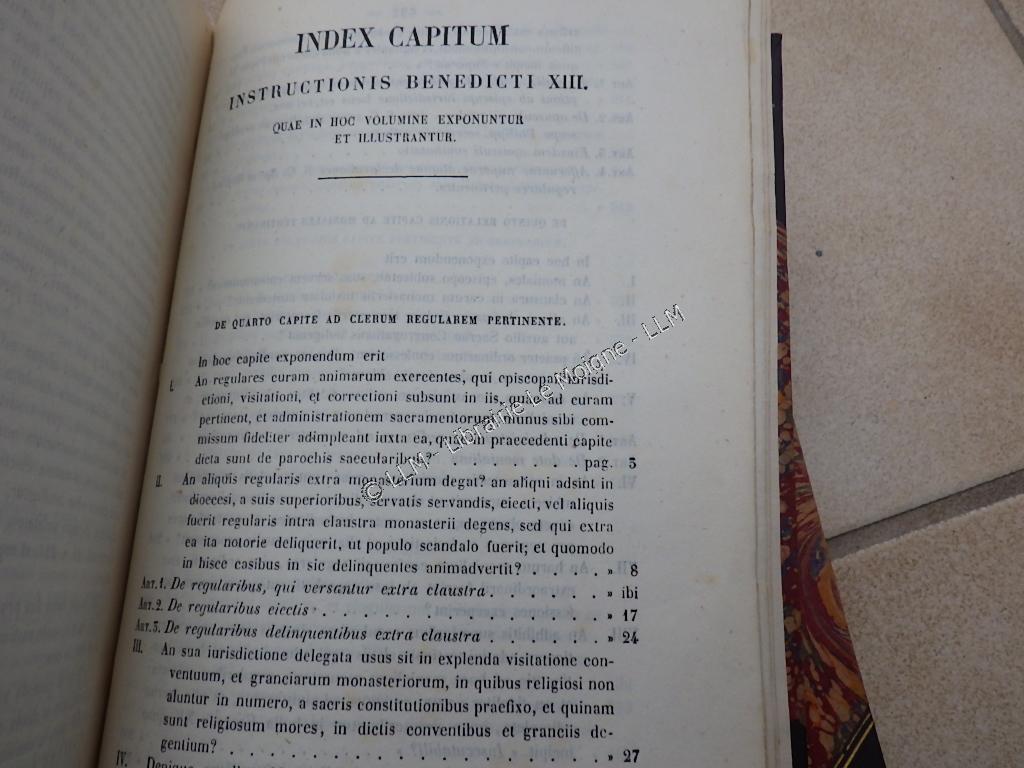 INDEX CAPITUM
INSTRUCTIONIS BENEDICTI XIII.
QUAE IN HOC VOLUMINE EXPONUNTUR
ET ILLUSTRANTUR.
DE QUARTO CAPITE AD CLERUM REGULAREM PERTINENTE.
In hoc capite exponendum erit
I. An regulares curam animarum exercentes, qui episcopali iurisdi-
ctioni, visitationi, et correctioni subsunt in iis, quae ad curam
pertinent, et administrationem sacramentorum, munus sibi com-
missum fideliter adimpleant iuxta ea, quae in praecedenti capite
dicta sunt de parochis saecularibus? . . . . . . . pag. 3
II. An aliquis regularis extra monasterium degat? an aliqui adsint in
dioecesi, a suis superioribus, servatis servandis, eiecti, vel aliquis
fuerit regularis intra claustra monasterii degens, sed qui extra
ea ita notorie deliquerit, ut populo scandalo fuerit; et quomodo
in hisce casibus in sic delinquentes animadvertit? . . . . . » 8
ART. 1. De regularibus, qui versantur extra claustra . . . . . . . » ibi
ART. 2. De regularibus eiectis . . . . . . . . . . . . . . . » 17
ART. 3. De regularibus delinquentibus extra claustra . . . . . . . » 24
III. An sua iurisdictione delegata usus sit in explenda visitatione con-
ventuum, et granciarum monasteriorum, in quibus religiosi non
aluntur in numero, a sacris constitutionibus praefixo, et quinam
sunt religiosum mores, in dictis conventibus et granciis de-
gentium? . . . . . . . . . . . . . . . . . . . . » 27
IV.
© LLM - Librairie Le Moigne - LLM